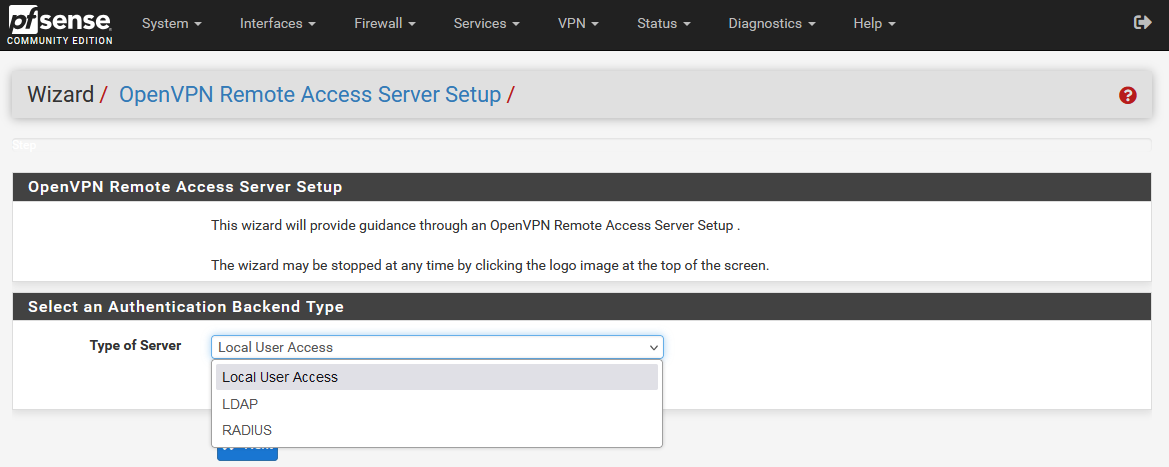 pfsense
COMMUNITY EDITION
System Interfaces Firewall Services VPN Status Diagnostics Help
Wizard / OpenVPN Remote Access Server Setup /
Step
OpenVPN Remote Access Server Setup
This wizard will provide guidance through an OpenVPN Remote Access Server Setup .
The wizard may be stopped at any time by clicking the logo image at the top of the screen.
Select an Authentication Backend Type
Type of Server Local User Access
Local User Access
LDAP
RADIUS